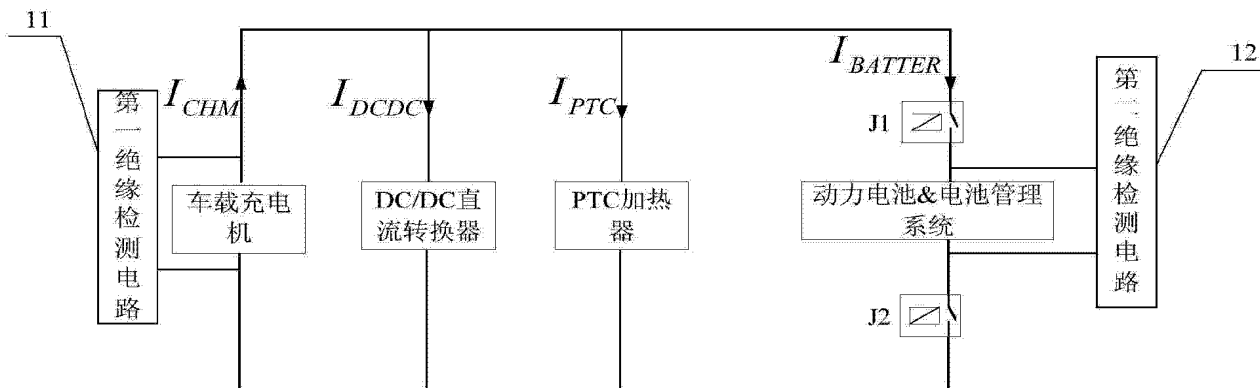 11
12
I_CHM
I_DCDC
I_PTC
I_BATTER
J1
第一绝缘检测电路
车载充电
机
DC/DC直
流转换器
PTC加热
器
动力电池&电池管理
系统
第二绝缘检测电路
J2